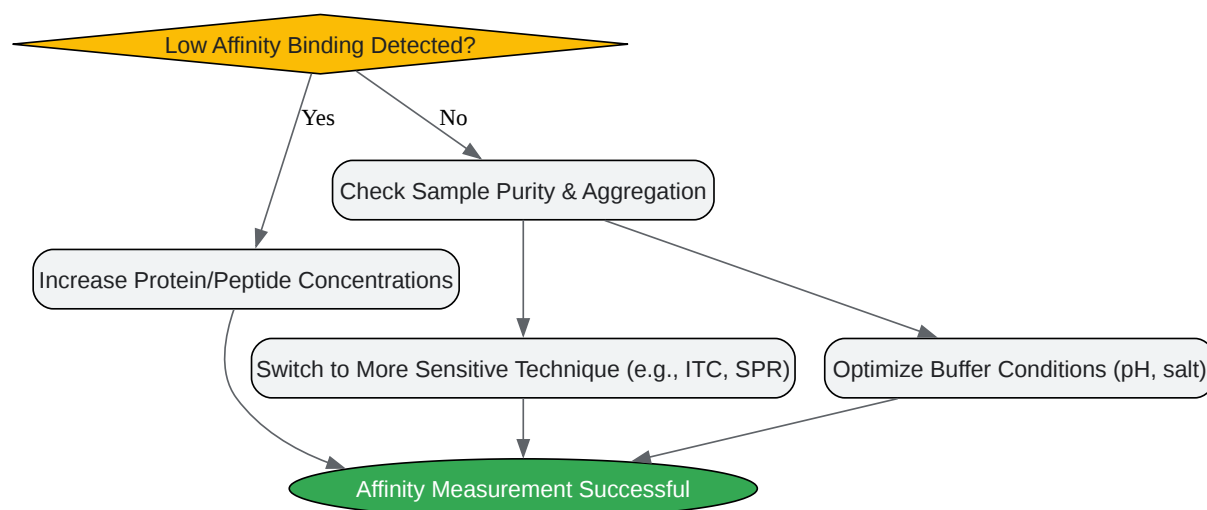 Low Affinity Binding Detected?
Yes
No
Check Sample Purity & Aggregation
Increase Protein/Peptide Concentrations
Switch to More Sensitive Technique (e.g., ITC, SPR)
Optimize Buffer Conditions (pH, salt)
Affinity Measurement Successful